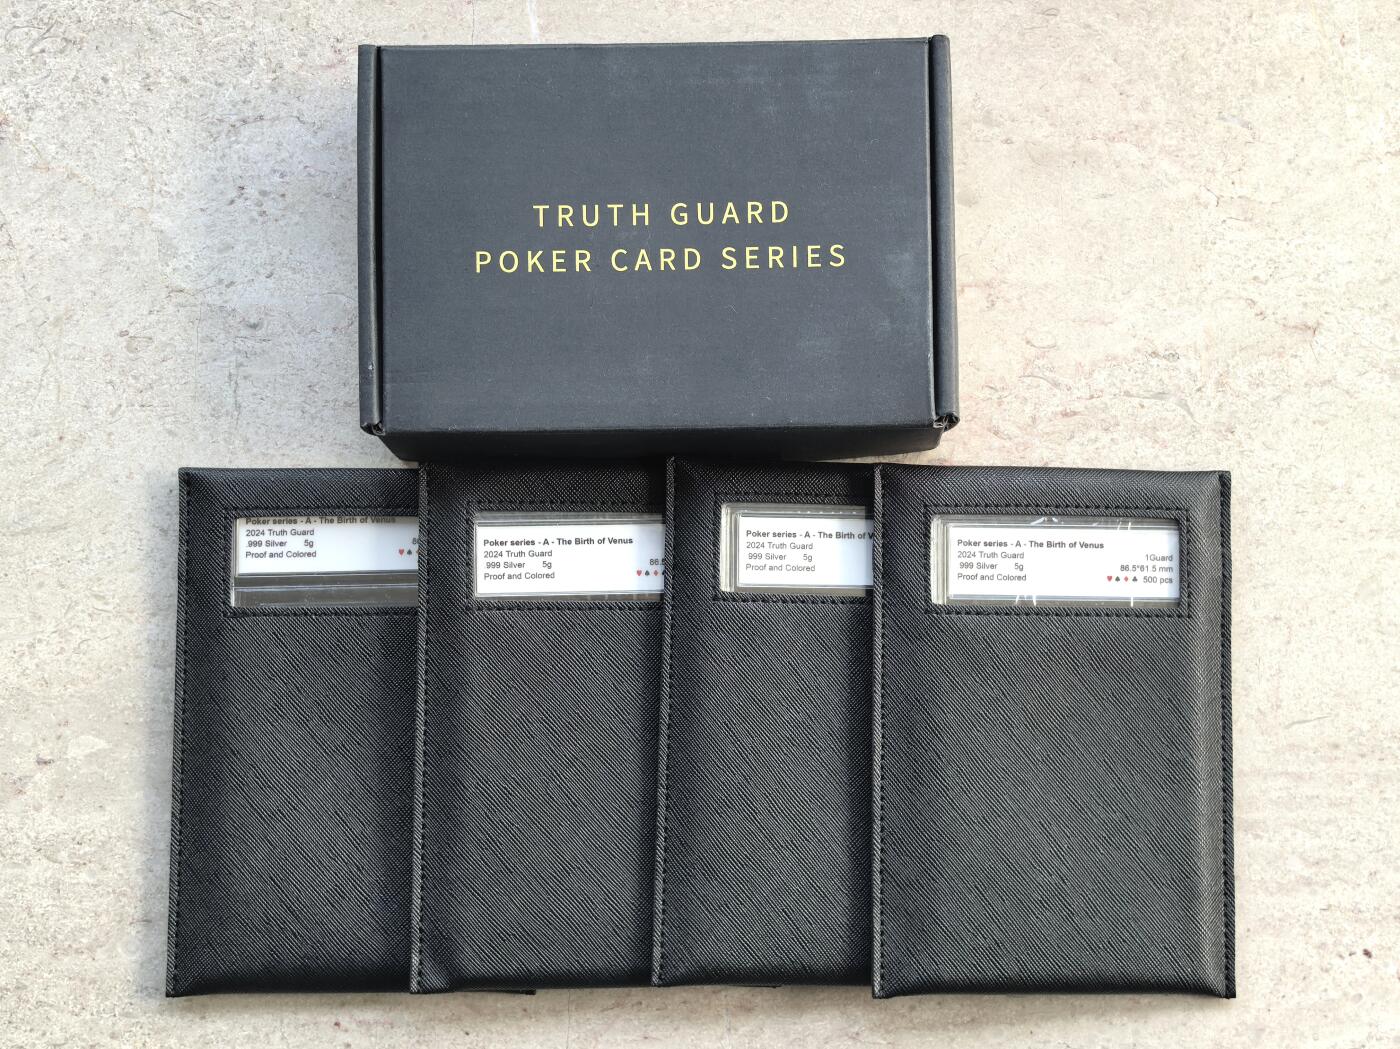 TRUTH GUARD
POKER CARD SERIES
Poker series - A - The Birth of Venus
2024 Truth Guard
.999 Silver 5g
Proof and Colored
♥ ♠
Poker series - A - The Birth of Venus
2024 Truth Guard
.999 Silver 5g
86.5
Proof and Colored
♥ ♠ ♦
Poker series - A - The Birth of V
2024 Truth Guard
.999 Silver 5g
Proof and Colored
Poker series - A - The Birth of Venus
2024 Truth Guard 1Guard
.999 Silver 5g 86.5*61.5 mm
Proof and Colored ♥ ♠ ♦ ♣ 500 pcs